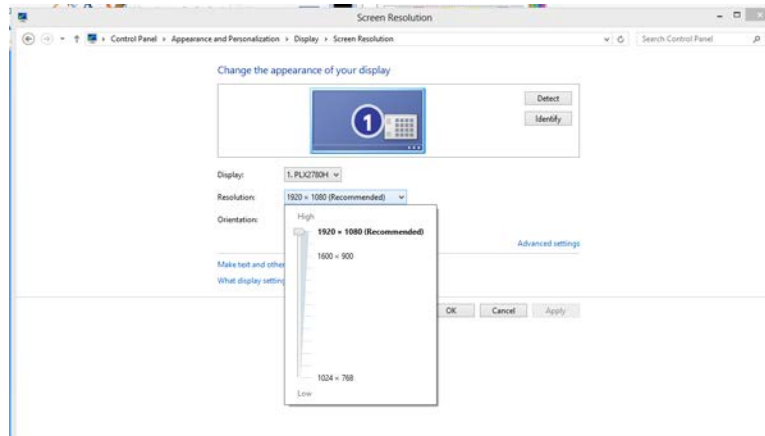 Screen Resolution
Control Panel Appearance and Personalization Display Screen Resolution
Search Control Panel
Change the appearance of your display
1
Detect
Identify
Display: 1. PLX2780H
Resolution: 1920 × 1080 (Recommended)
Orientation:
High
1920 × 1080 (Recommended)
1600 × 900
Advanced settings
Make text and other
What display setting
OK Cancel Apply
1024 × 768
Low